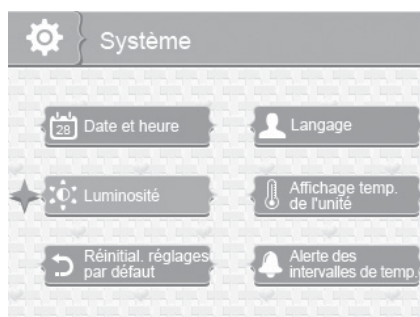 Système
28 Date et heure
Langage
Luminosité
Affichage temp.
de l'unité
Réinitial. réglages
par défaut
Alerte des
intervalles de temp.